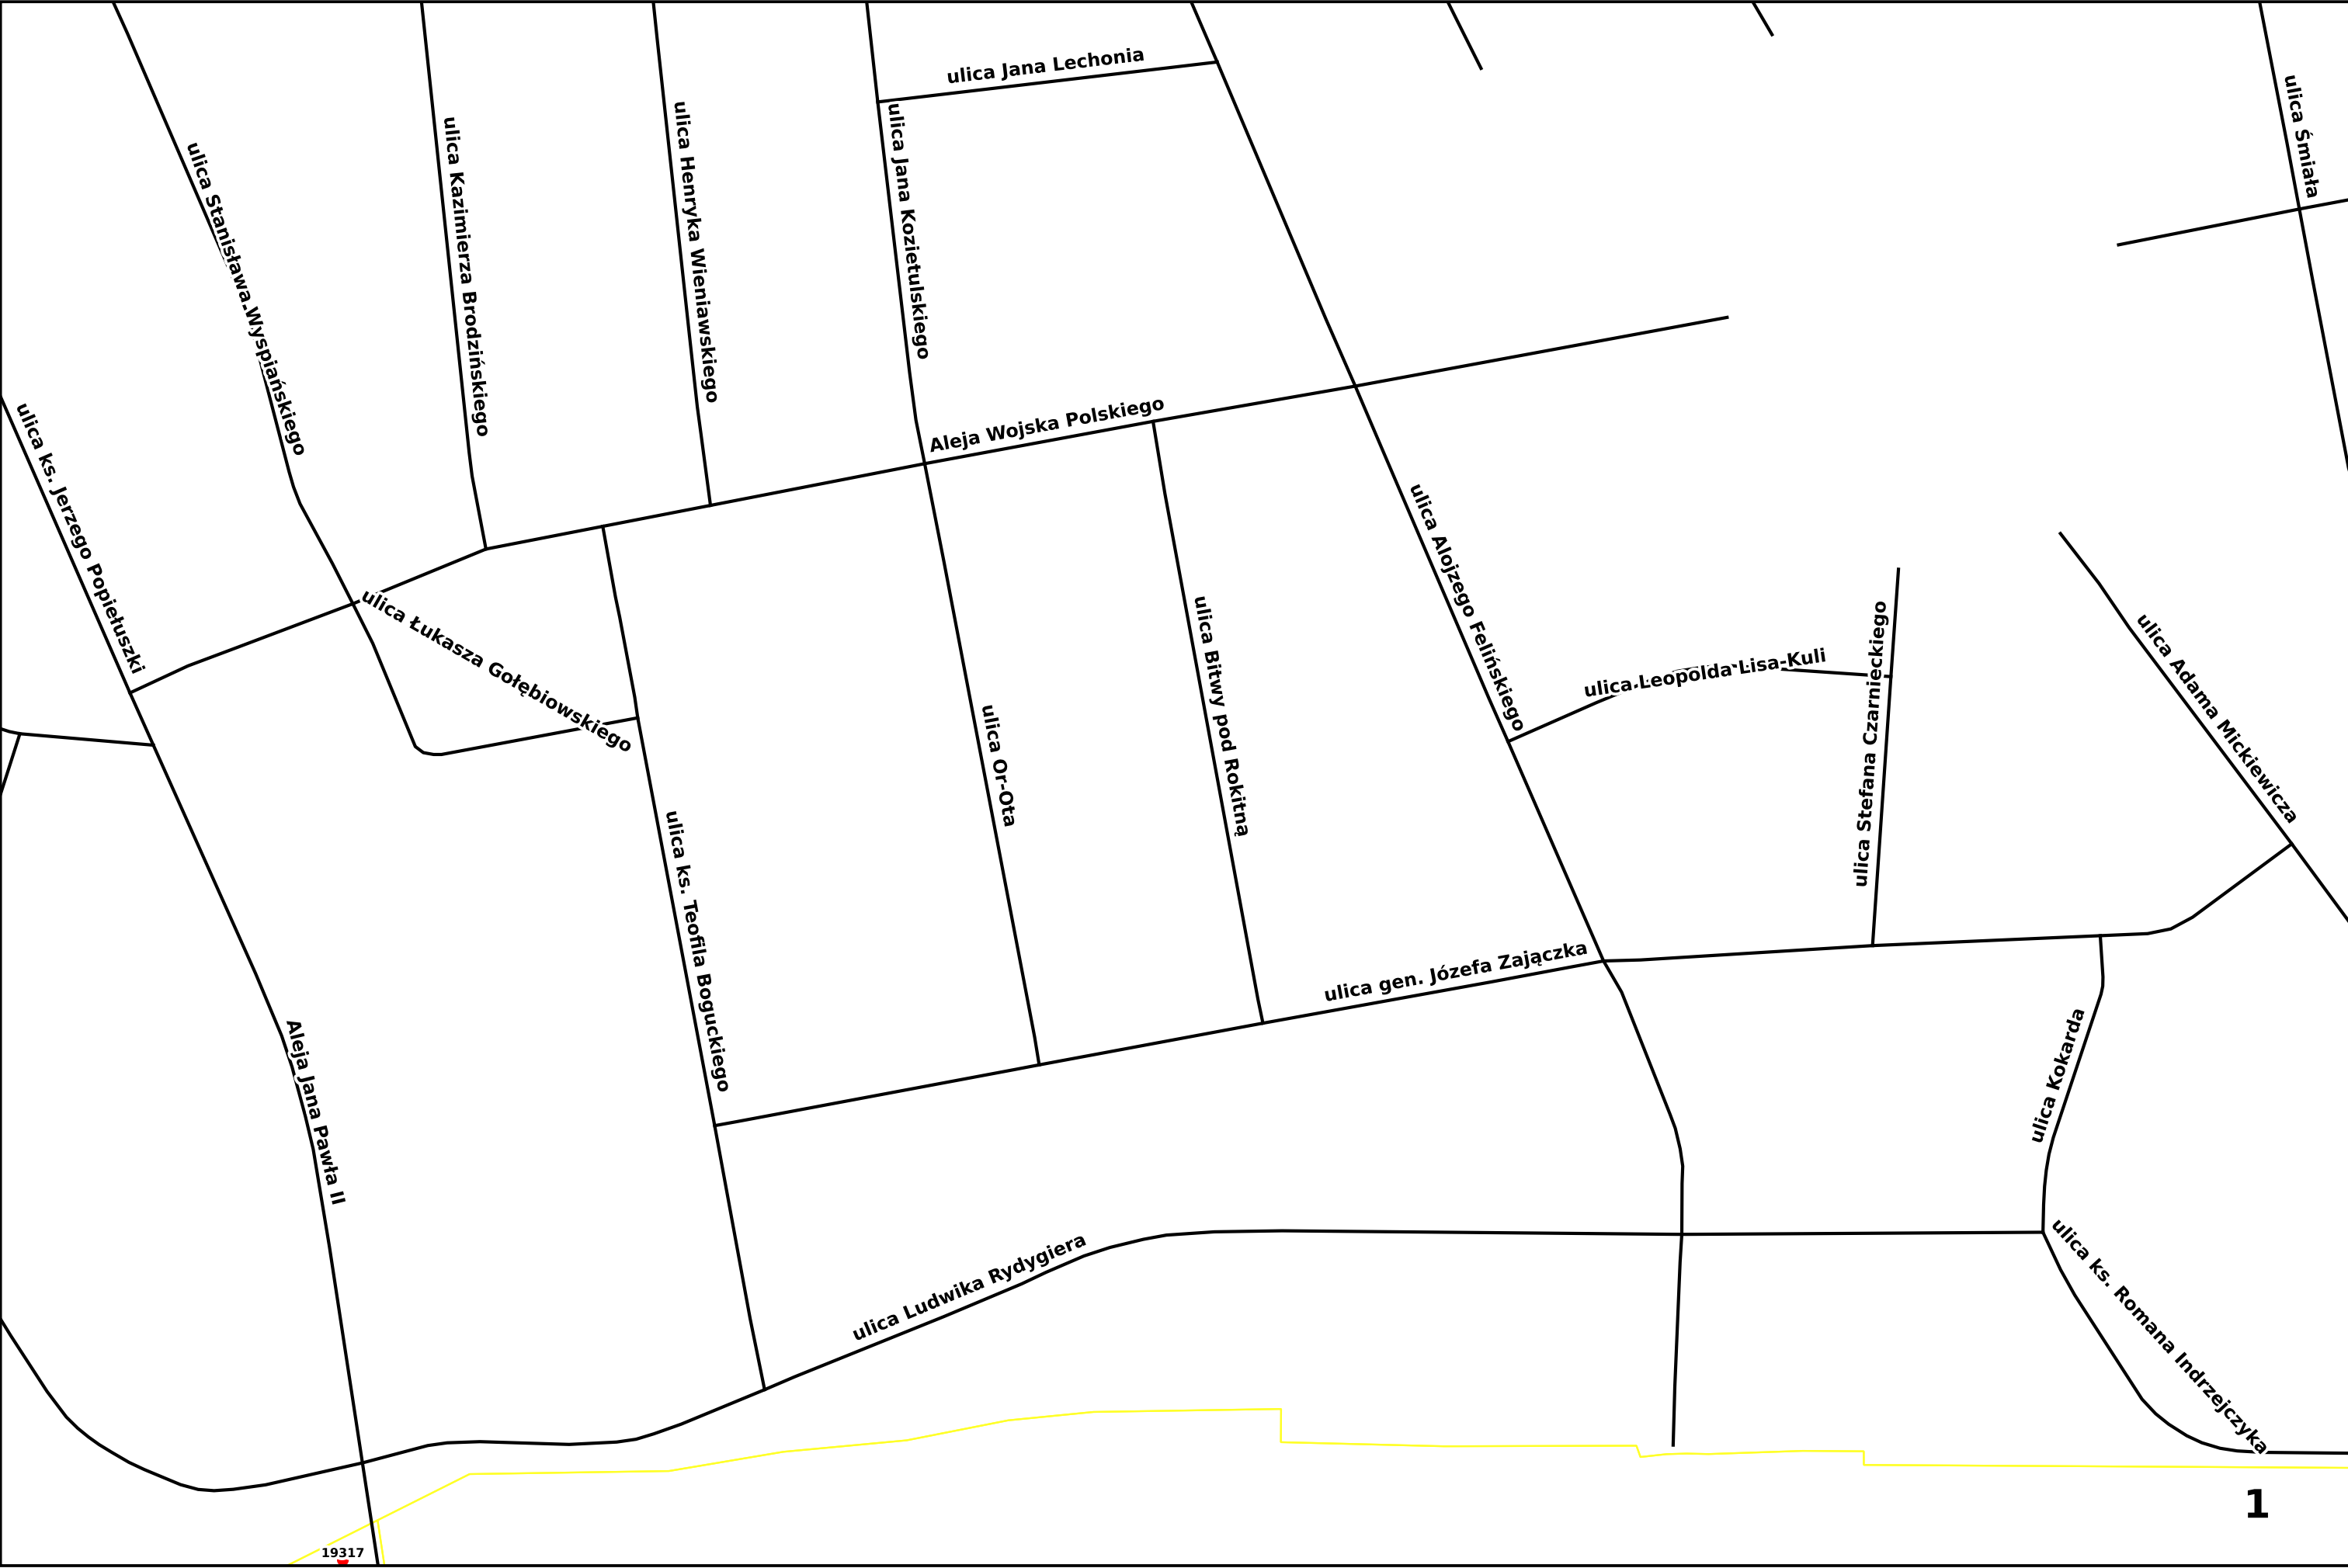 ulica Jana Lechonia
ulica Śmiała
ulica Stanisława Wyspiańskiego
ulica Kazimierza Brodzińskiego
ulica Henryka Wieniawskiego
ulica Jana Kozietulskiego
Aleja Wojska Polskiego
ulica ks. Jerzego Popiełuszki
ulica Łukasza Gołębiowskiego
ulica Alojzego Felińskiego
ulica Bitwy pod Rokitną
ulica Or-Ota
ulica Leopolda Lisa-Kuli
ulica Stefana Czarnieckiego
ulica Adama Mickiewicza
ulica ks. Teofila Boguckiego
ulica gen. Józefa Zajączka
Aleja Jana Pawła II
ulica Kokarda
ulica Ludwika Rydygiera
ulica ks. Romana Indrzejczyka
1
19317